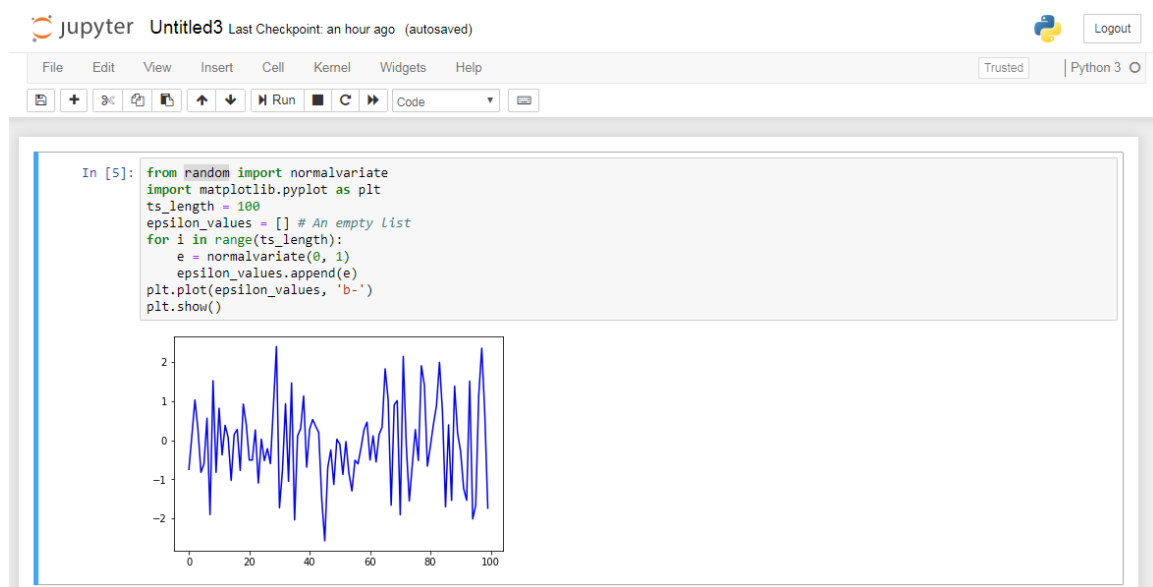 jupyter Untitled3 Last Checkpoint: an hour ago (autosaved)
Logout
File Edit View Insert Cell Kernel Widgets Help
Trusted
Python 3
Run
Code
In [5]:
from random import normalvariate
import matplotlib.pyplot as plt
ts_length = 100
epsilon_values = [] # An empty list
for i in range(ts_length):
    e = normalvariate(0, 1)
    epsilon_values.append(e)
plt.plot(epsilon_values, 'b-')
plt.show()
2
1
0
−1
−2
0 20 40 60 80 100